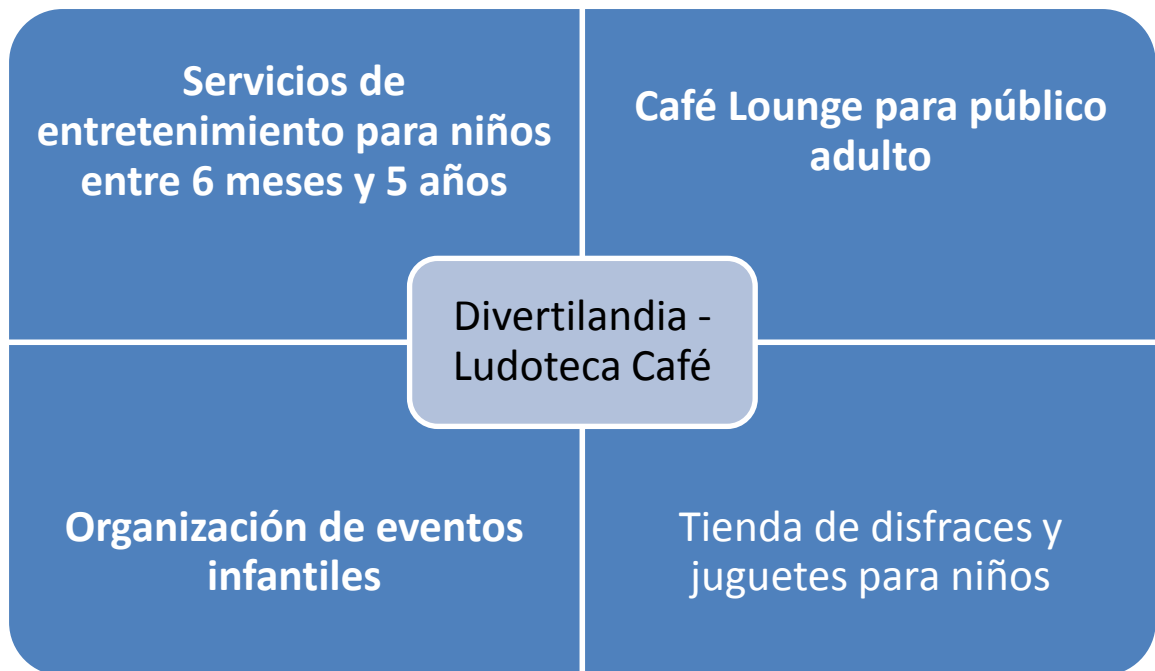 Servicios de
entretenimiento para niños
entre 6 meses y 5 años
Café Lounge para público
adulto
Divertilandia -
Ludoteca Café
Organización de eventos
infantiles
Tienda de disfraces y
juguetes para niños